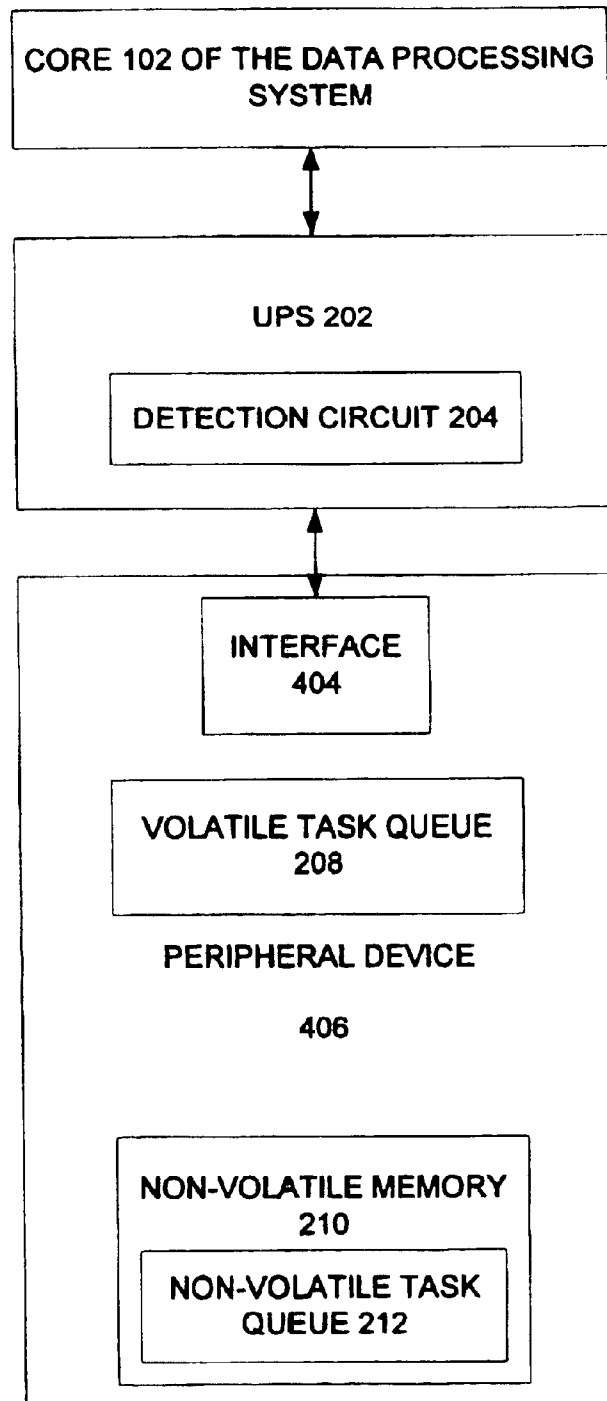 CORE 102 OF THE DATA PROCESSING
SYSTEM
UPS 202
DETECTION CIRCUIT 204
INTERFACE
404
VOLATILE TASK QUEUE
208
PERIPHERAL DEVICE
406
NON-VOLATILE MEMORY
210
NON-VOLATILE TASK
QUEUE 212